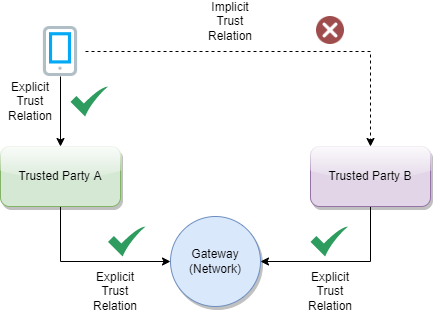 Implicit
Trust
Relation
Explicit
Trust
Relation
Trusted Party A
Trusted Party B
Gateway
(Network)
Explicit
Trust
Relation
Explicit
Trust
Relation